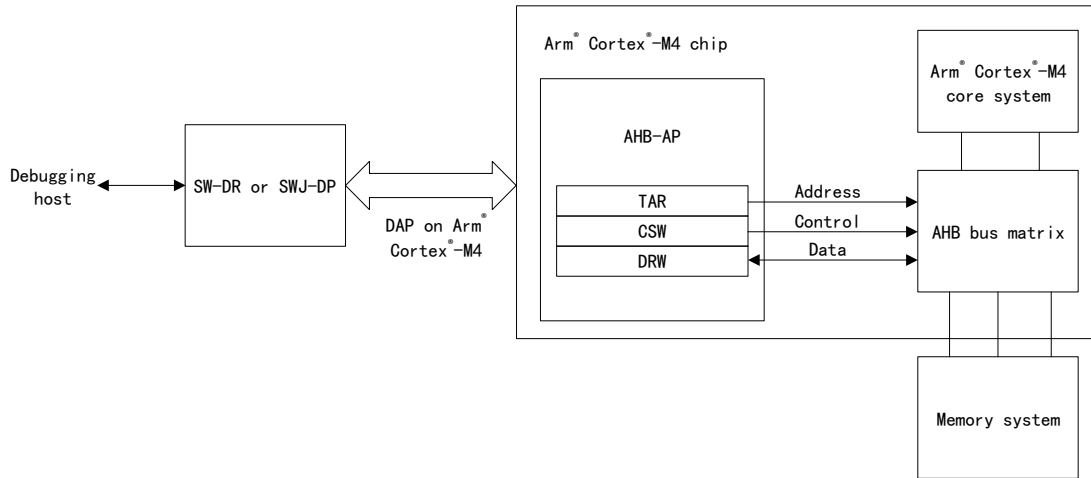 Arm® Cortex®-M4 chip
Arm® Cortex®-M4
core system
AHB-AP
Debugging
host
SW-DR or SWJ-DP
DAP on Arm®
Cortex®-M4
TAR
CSW
DRW
Address
Control
Data
AHB bus matrix
Memory system